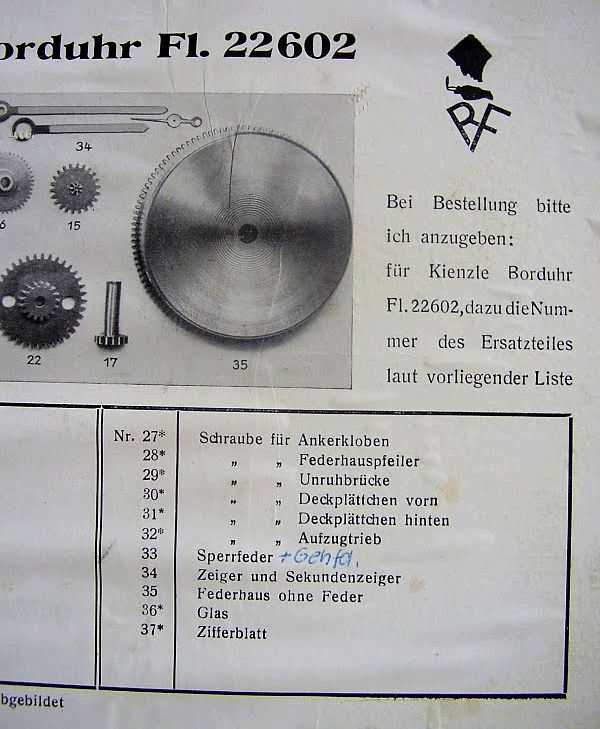 orduhr Fl. 22602
RF
34
6
15
22
17
35
Bei Bestellung bitte
ich anzugeben:
für Kienzle Borduhr
Fl. 22602, dazu die Num-
mer des Ersatzteiles
laut vorliegender Liste
Nr. 27* Schraube für Ankerkloben
28* „ „ Federhauspfeiler
29* „ „ Unruhbrücke
30* „ „ Deckplättchen vorn
31* „ „ Deckplättchen hinten
32* „ „ Aufzugtrieb
33 Sperrfeder + Gehfd.
34 Zeiger und Sekundenzeiger
35 Federhaus ohne Feder
36* Glas
37* Zifferblatt
bgebildet